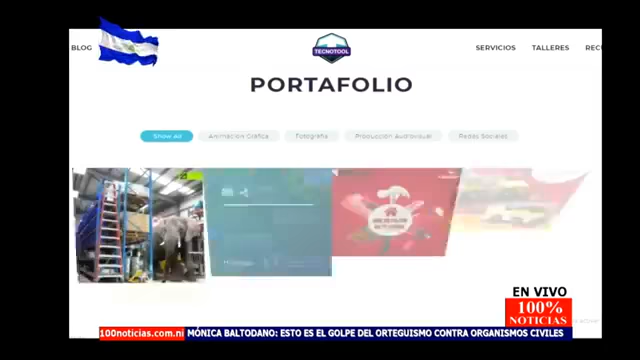 BLOG
TECNOTOOL
SERVICIOS TALLERES RECU
PORTAFOLIO
Show All Animación Gráfica Fotografía Producción Audiovisual Redes Sociales
EN VIVO
100%
NOTICIAS
100noticias.com.ni MÓNICA BALTODANO: ESTO ES EL GOLPE DEL ORTEGUISMO CONTRA ORGANISMOS CIVILES